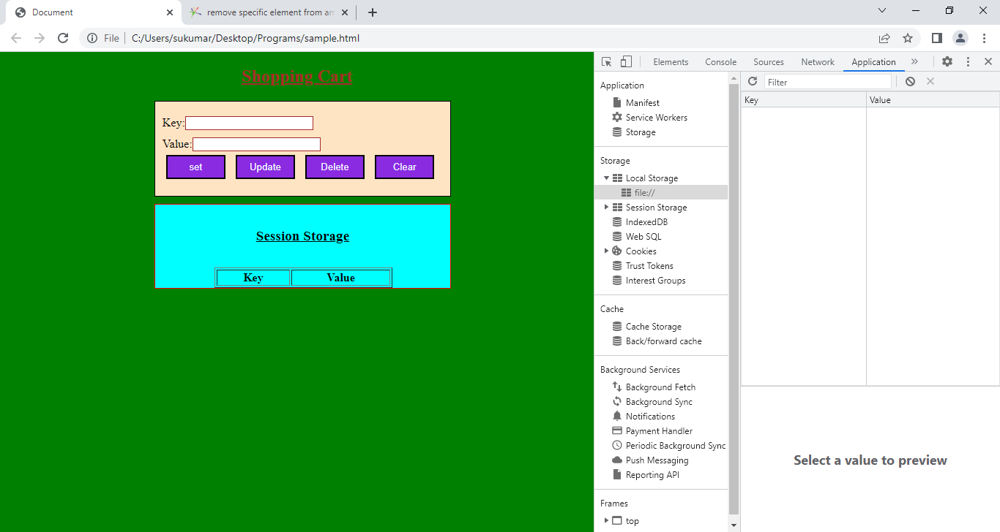 Document
remove specific element from arr
File
C:/Users/sukumar/Desktop/Programs/sample.html
Shopping Cart
Key:
Value:
set Update Delete Clear
Session Storage
Key Value
Elements Console Sources Network Application »
Application
Manifest
Service Workers
Storage
Storage
Local Storage
file://
Session Storage
IndexedDB
Web SQL
Cookies
Trust Tokens
Interest Groups
Cache
Cache Storage
Back/forward cache
Background Services
Background Fetch
Background Sync
Notifications
Payment Handler
Periodic Background Sync
Push Messaging
Reporting API
Frames
top
Filter
Key Value
Select a value to preview